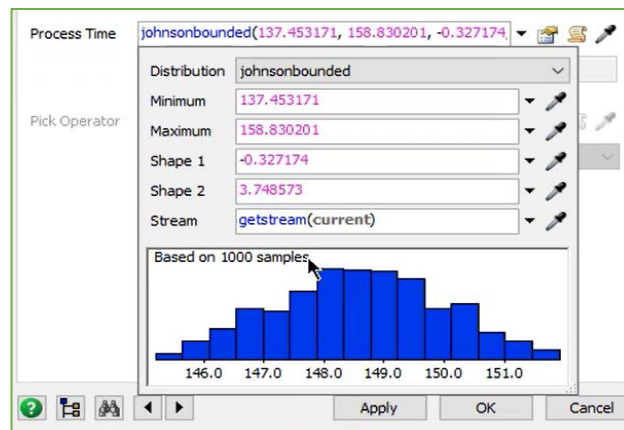 Process Time johnsonbounded(137.453171, 158.830201, -0.327174,
Distribution johnsonbounded
Minimum 137.453171
Maximum 158.830201
Pick Operator
Shape 1 -0.327174
Shape 2 3.748573
Stream getstream(current)
Based on 1000 samples
146.0 147.0 148.0 149.0 150.0 151.0
? Apply OK Cancel